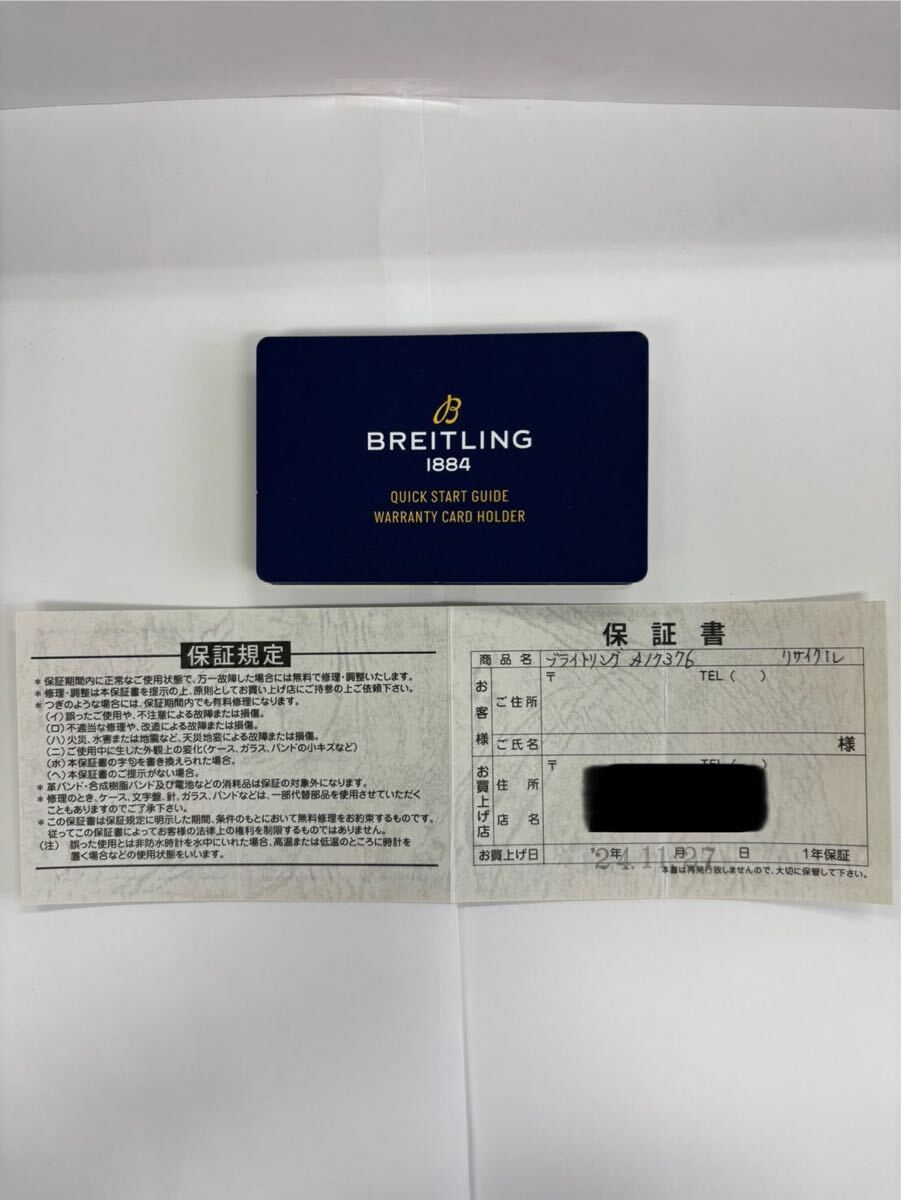 B
BREITLING
1884
QUICK START GUIDE
WARRANTY CARD HOLDER
保証規定
＊保証期間内に正常なご使用状態で、万一故障した場合には無料で修理・調整いたします。
＊修理・調整は本保証書を提示の上、原則としてお買い上げ店にご持参の上ご依頼下さい。
＊つぎのような場合には、保証期間内でも有料修理になります。
（イ）誤ったご使用や、不注意による故障または損傷。
（ロ）不適当な修理や、改造による故障または損傷。
（ハ）火災、水害または地震など、天災地変による故障または損傷。
（ニ）ご使用中に生じた外観上の変化（ケース、ガラス、バンドの小キズなど）
（ホ）本保証書の字句を書き換えられた場合。
（ヘ）本保証書のご提示がない場合。
＊革バンド・合成樹脂バンド及び電池などの消耗品は保証の対象外になります。
＊修理のとき、ケース、文字盤、針、ガラス、バンドなどは、一部代替部品を使用させていただく
こともありますのでご了承下さい。
＊この保証書は保証規定に明示した期間、条件のもとにおいて無料修理をお約束するものです。
従ってこの保証書によってお客様の法律上の権利を制限するものではありません。
（注） 誤った使用とは非防水時計を水中にいれた場合、高温または低温のところに時計を
置く場合などの使用状態をいいます。
保証書
商品名 ブライトリング A17376 リサイクル
お客様 ご住所 〒 TEL（ ）
ご氏名 様
お買上げ店 住所 〒 TEL（
店名
お買上げ日 '24.11.27 年 月 日 1年保証
本書は再発行致しませんので、大切に保管して下さい。